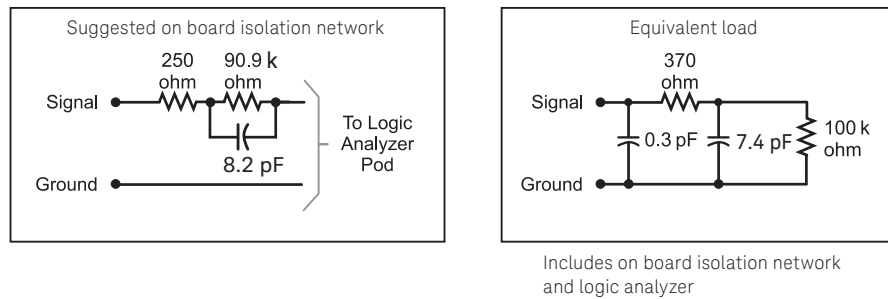 Suggested on board isolation network
250
ohm
90.9 k
ohm
Signal
8.2 pF
Ground
To Logic
Analyzer
Pod
Equivalent load
370
ohm
Signal
0.3 pF
7.4 pF
100 k
ohm
Ground
Includes on board isolation network
and logic analyzer